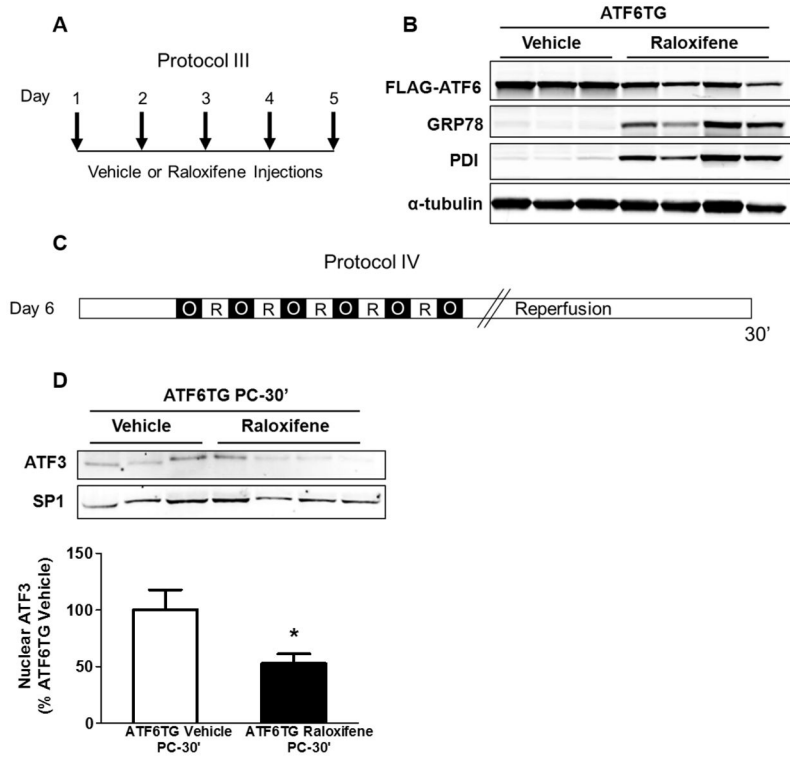 A
Protocol III
Day 1 2 3 4 5
Vehicle or Raloxifene Injections
B
ATF6TG
Vehicle Raloxifene
FLAG-ATF6
GRP78
PDI
α-tubulin
C
Protocol IV
Day 6 O R O R O R O R O R O Reperfusion
30'
D
ATF6TG PC-30'
Vehicle Raloxifene
ATF3
SP1
Nuclear ATF3
(% ATF6TG Vehicle)
150
100
50
0
*
ATF6TG Vehicle ATF6TG Raloxifene
PC-30' PC-30'